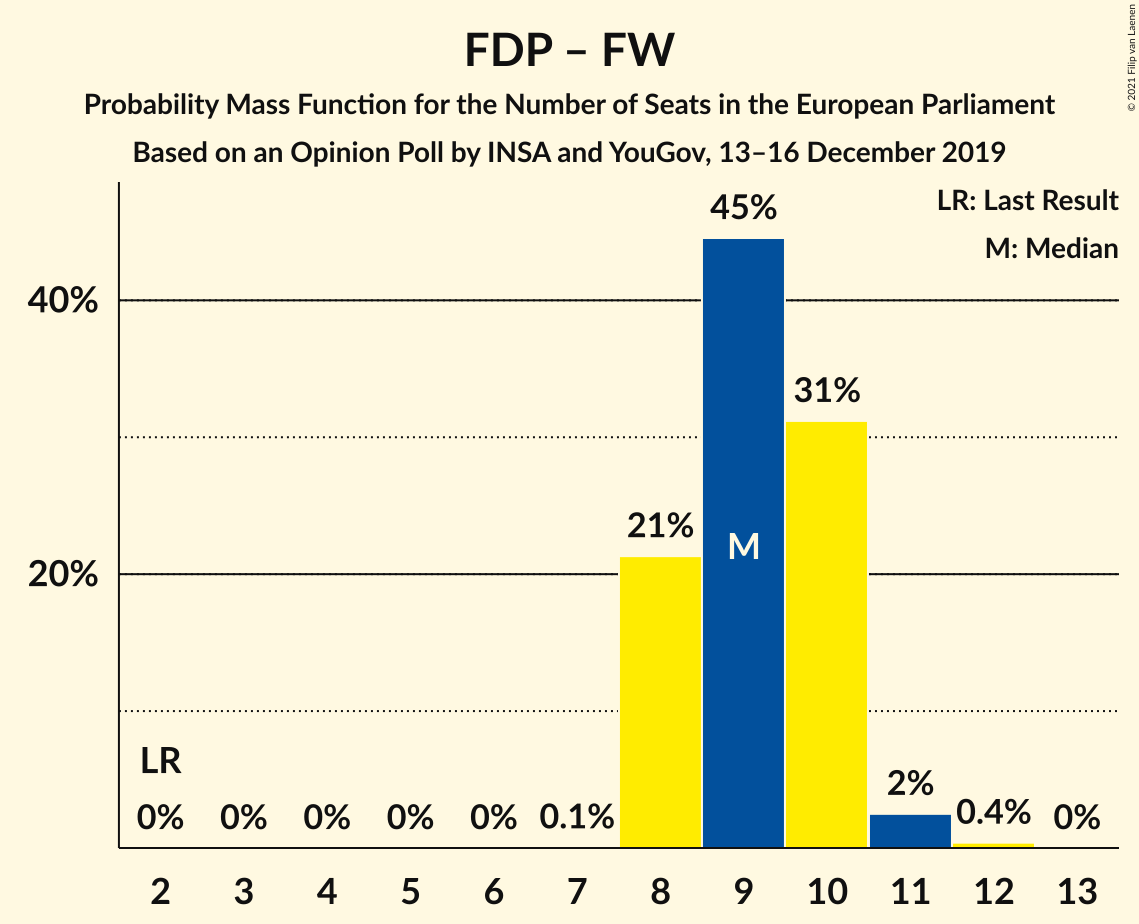 FDP – FW
Probability Mass Function for the Number of Seats in the European Parliament
Based on an Opinion Poll by INSA and YouGov, 13–16 December 2019
© 2021 Filip van Laenen
LR: Last Result
M: Median
45%
40%
31%
21%
M
20%
LR
2%
0% 0% 0% 0% 0% 0.1% 0.4% 0%
2 3 4 5 6 7 8 9 10 11 12 13